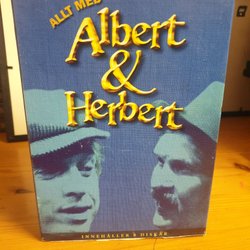 ALLT MED
Albert
&
Herbert
INNEHÅLLER 8 DISKAR